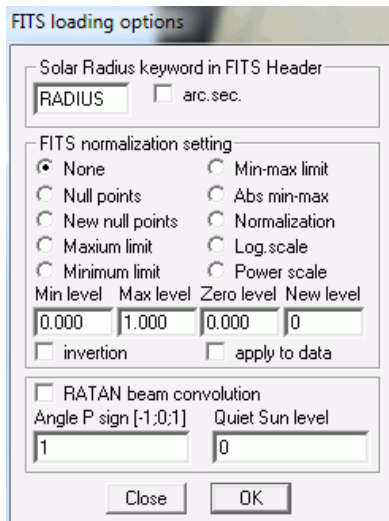 FITS loading options
Solar Radius keyword in FITS Header
RADIUS arc.sec.
FITS normalization setting
None Min-max limit
Null points Abs min-max
New null points Normalization
Maxium limit Log.scale
Minimum limit Power scale
Min level Max level Zero level New level
0.000 1.000 0.000 0
invertion apply to data
RATAN beam convolution
Angle P sign [-1;0;1] Quiet Sun level
1 0
Close OK